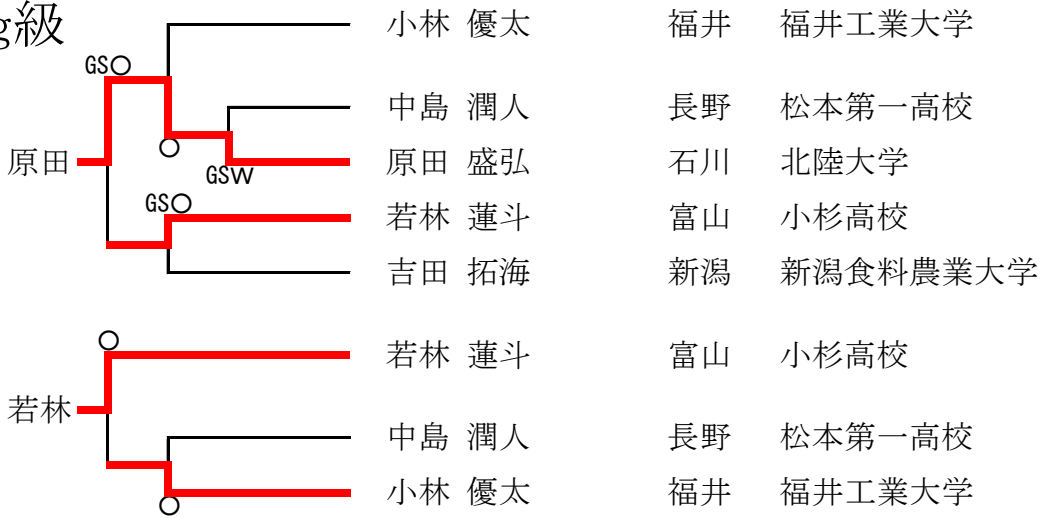 g級
小林 優太 福井 福井工業大学
GS○
中島 潤人 長野 松本第一高校
○
原田 原田 盛弘 石川 北陸大学
GSW
GS○
若林 蓮斗 富山 小杉高校
吉田 拓海 新潟 新潟食料農業大学
○
若林 蓮斗 富山 小杉高校
若林
中島 潤人 長野 松本第一高校
小林 優太 福井 福井工業大学
○